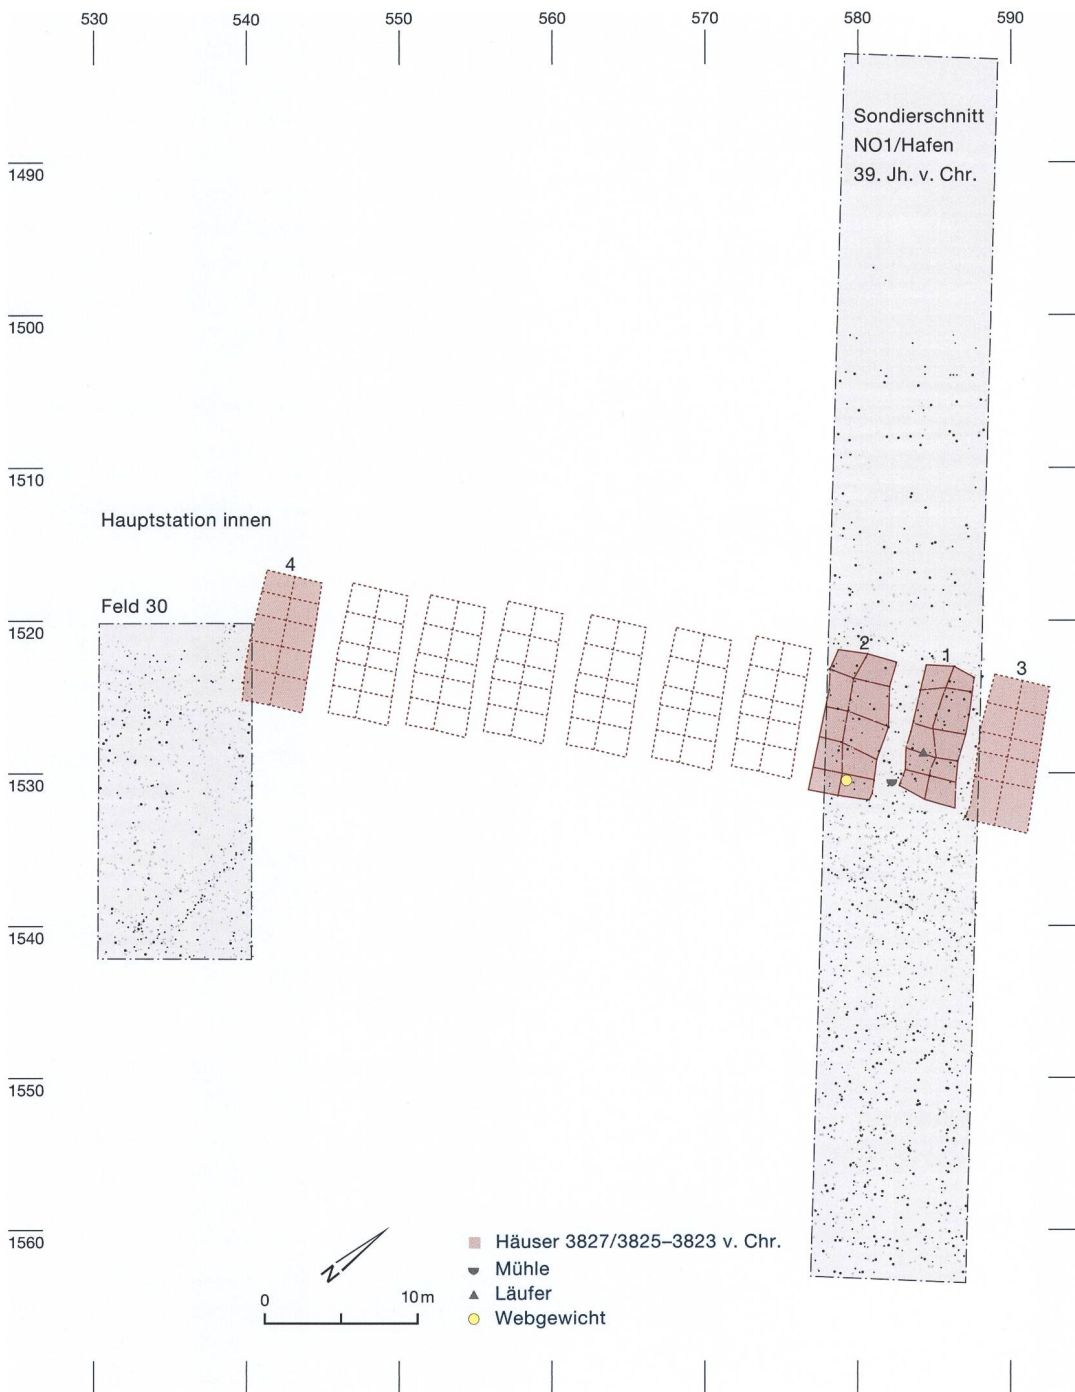 530 540 550 560 570 580 590
Sondierschnitt
NO1/Hafen
39. Jh. v. Chr.
1490
1500
1510
Hauptstation innen
4
Feld 30
1520
2 1 3
1530
1540
1550
1560
N
0 10 m
Häuser 3827/3825–3823 v. Chr.
Mühle
Läufer
Webgewicht